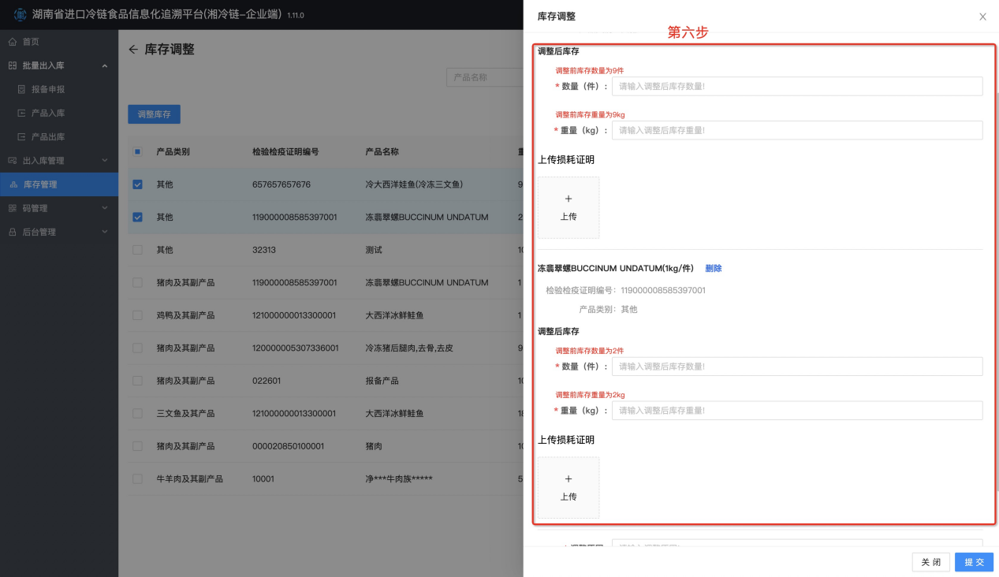 湖南省进口冷链食品信息化追溯平台(湘冷链-企业端) 1.11.0
首页
批量出入库
报备申报
产品入库
产品出库
出入库管理
库存管理
码管理
后台管理
库存调整
产品名称
调整库存
产品类别 检验检疫证明编号 产品名称
其他 657657657676 冷大西洋娃鱼(冷冻三文鱼) 9
其他 119000008585397001 冻翡翠螺BUCCINUM UNDATUM 2
其他 32313 测试 10
猪肉及其副产品 119000008585397001 冻翡翠螺BUCCINUM UNDATUM 1
鸡鸭及其副产品 121000000013300001 大西洋冰鲜鲑鱼 1
猪肉及其副产品 120000005307336001 冷冻猪后腿肉,去骨,去皮 9
猪肉及其副产品 022601 报备产品 10
三文鱼及其产品 121000000013300001 大西洋冰鲜鲑鱼 18
猪肉及其副产品 000020850100001 猪肉 10
牛羊肉及其副产品 10001 净***牛肉族***** 5
库存调整
第六步
调整后库存
调整前库存数量为9件
* 数量（件）： 请输入调整后库存数量!
调整前库存重量为9kg
* 重量（kg）： 请输入调整后库存重量!
上传损耗证明
+
上传
冻翡翠螺BUCCINUM UNDATUM(1kg/件) 删除
检验检疫证明编号: 119000008585397001
产品类别: 其他
调整后库存
调整前库存数量为2件
* 数量（件）： 请输入调整后库存数量!
调整前库存重量为2kg
* 重量（kg）： 请输入调整后库存重量!
上传损耗证明
+
上传
关 闭
提 交